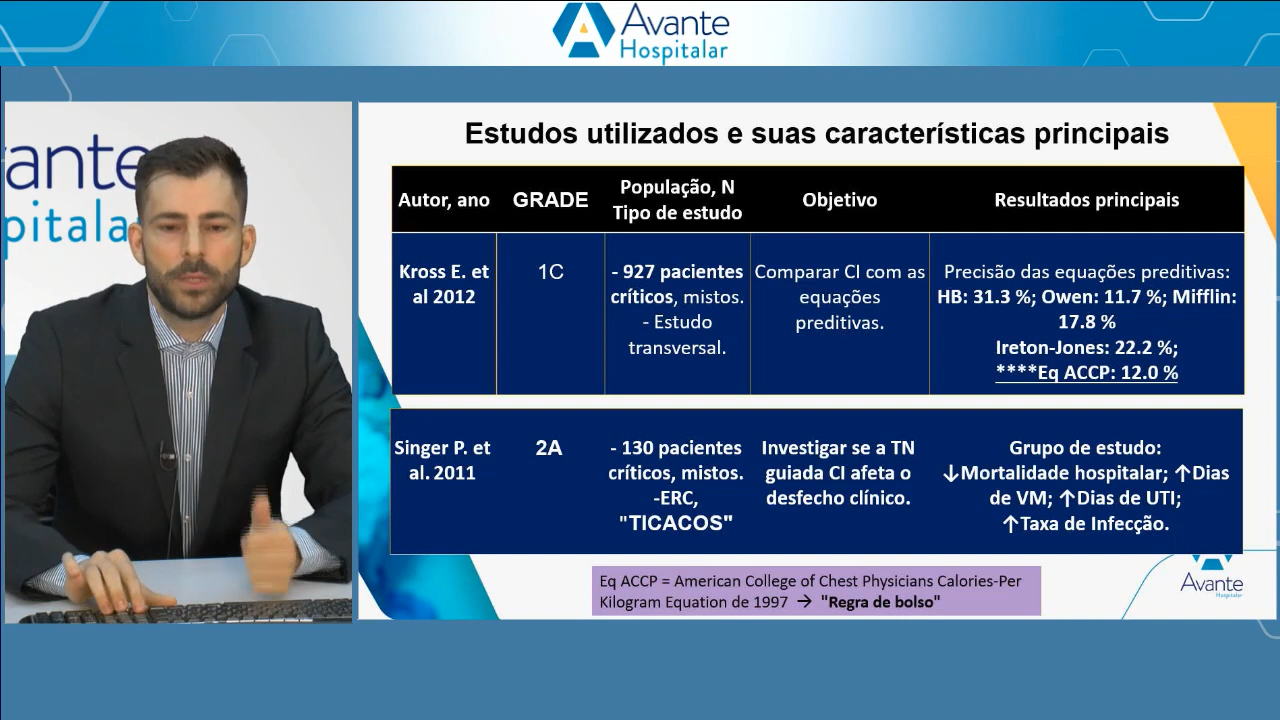 Avante
Hospitalar
ante
pitala
Estudos utilizados e suas características principais
Autor, ano
GRADE
População, N
Tipo de estudo
Objetivo
Resultados principais
Kross E. et
al 2012
1C
- 927 pacientes
críticos, mistos.
- Estudo
transversal.
Comparar CI com as
equações
preditivas.
Precisão das equações preditivas:
HB: 31.3 %; Owen: 11.7 %; Mifflin:
17.8 %
Ireton-Jones: 22.2 %;
****Eq ACCP: 12.0 %
Singer P. et
al. 2011
2A
- 130 pacientes
críticos, mistos.
-ERC,
"TICACOS"
Investigar se a TN
guiada CI afeta o
desfecho clínico.
Grupo de estudo:
↓Mortalidade hospitalar; ↑Dias
de VM; ↑Dias de UTI;
↑Taxa de Infecção.
Eq ACCP = American College of Chest Physicians Calories-Per
Kilogram Equation de 1997 → "Regra de bolso"
Avante
Hospitalar